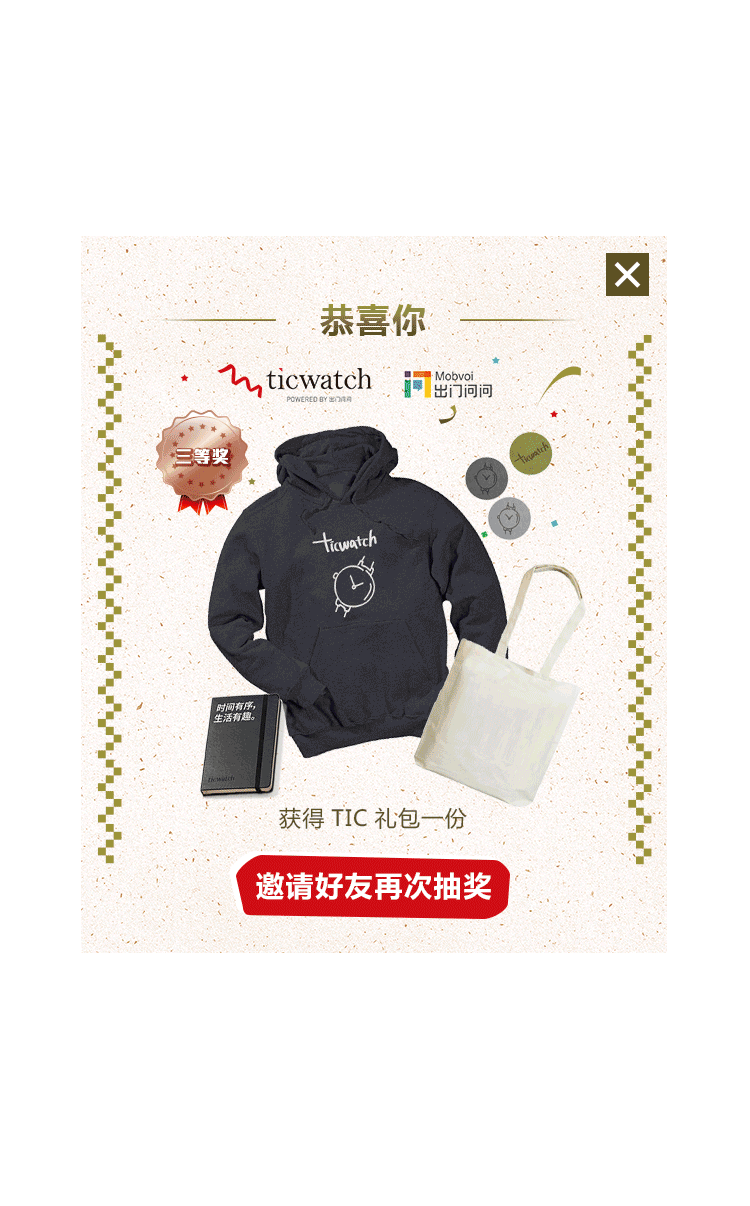 恭喜你
ticwatch
POWERED BY 出门问问
Mobvoi
出门问问
三等奖
ticwatch
Ticwatch
时间有序，
生活有趣。
ticwatch
获得 TIC 礼包一份
邀请好友再次抽奖